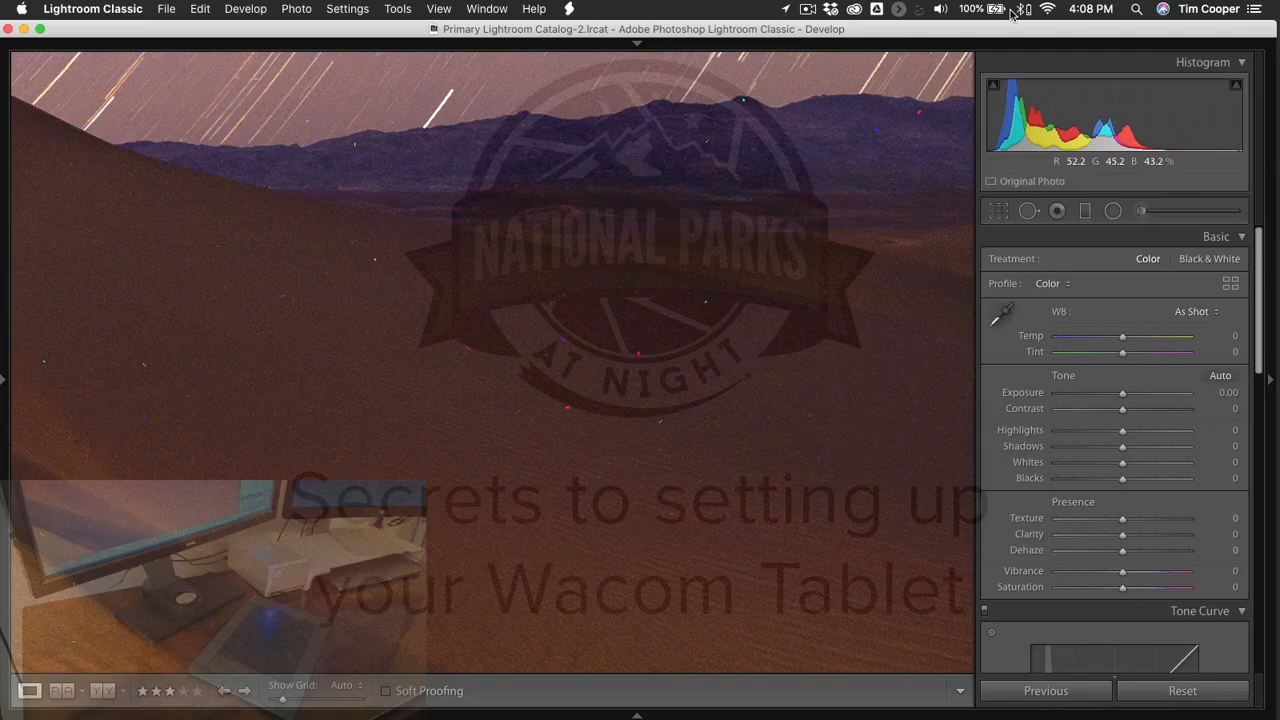 Lightroom Classic File Edit Develop Photo Settings Tools View Window Help 100% 4:08 PM Tim Cooper
Primary Lightroom Catalog-2.lrcat - Adobe Photoshop Lightroom Classic - Develop
Histogram
R 52.2 G 45.2 B 43.2 %
Original Photo
Basic
Treatment : Color Black & White
Profile : Color
WB : As Shot
Temp 0
Tint 0
Tone Auto
Exposure 0.00
Contrast 0
Highlights 0
Shadows 0
Whites 0
Blacks 0
Presence
Texture 0
Clarity 0
Dehaze 0
Vibrance 0
Saturation 0
Tone Curve
Previous Reset
NATIONAL PARKS
AT NIGHT
Secrets to setting up
your Wacom Tablet
Show Grid: Auto Soft Proofing